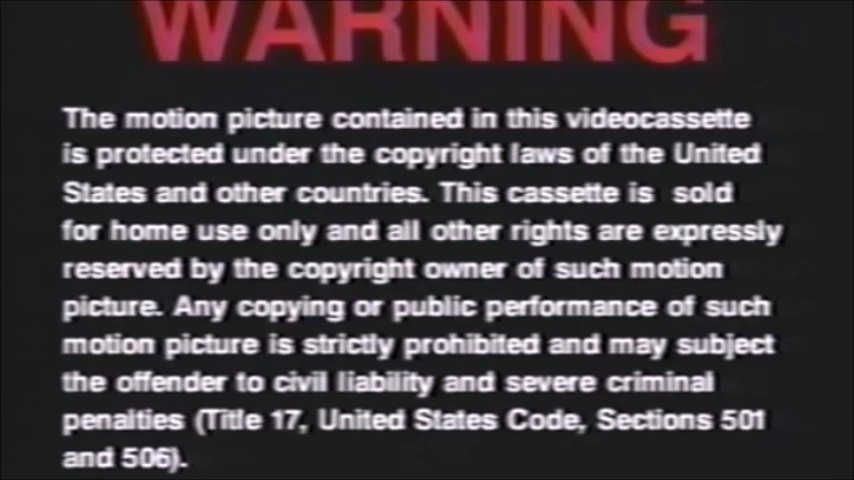 WARNING
The motion picture contained in this videocassette
is protected under the copyright laws of the United
States and other countries. This cassette is sold
for home use only and all other rights are expressly
reserved by the copyright owner of such motion
picture. Any copying or public performance of such
motion picture is strictly prohibited and may subject
the offender to civil liability and severe criminal
penalties (Title 17, United States Code, Sections 501
and 506).